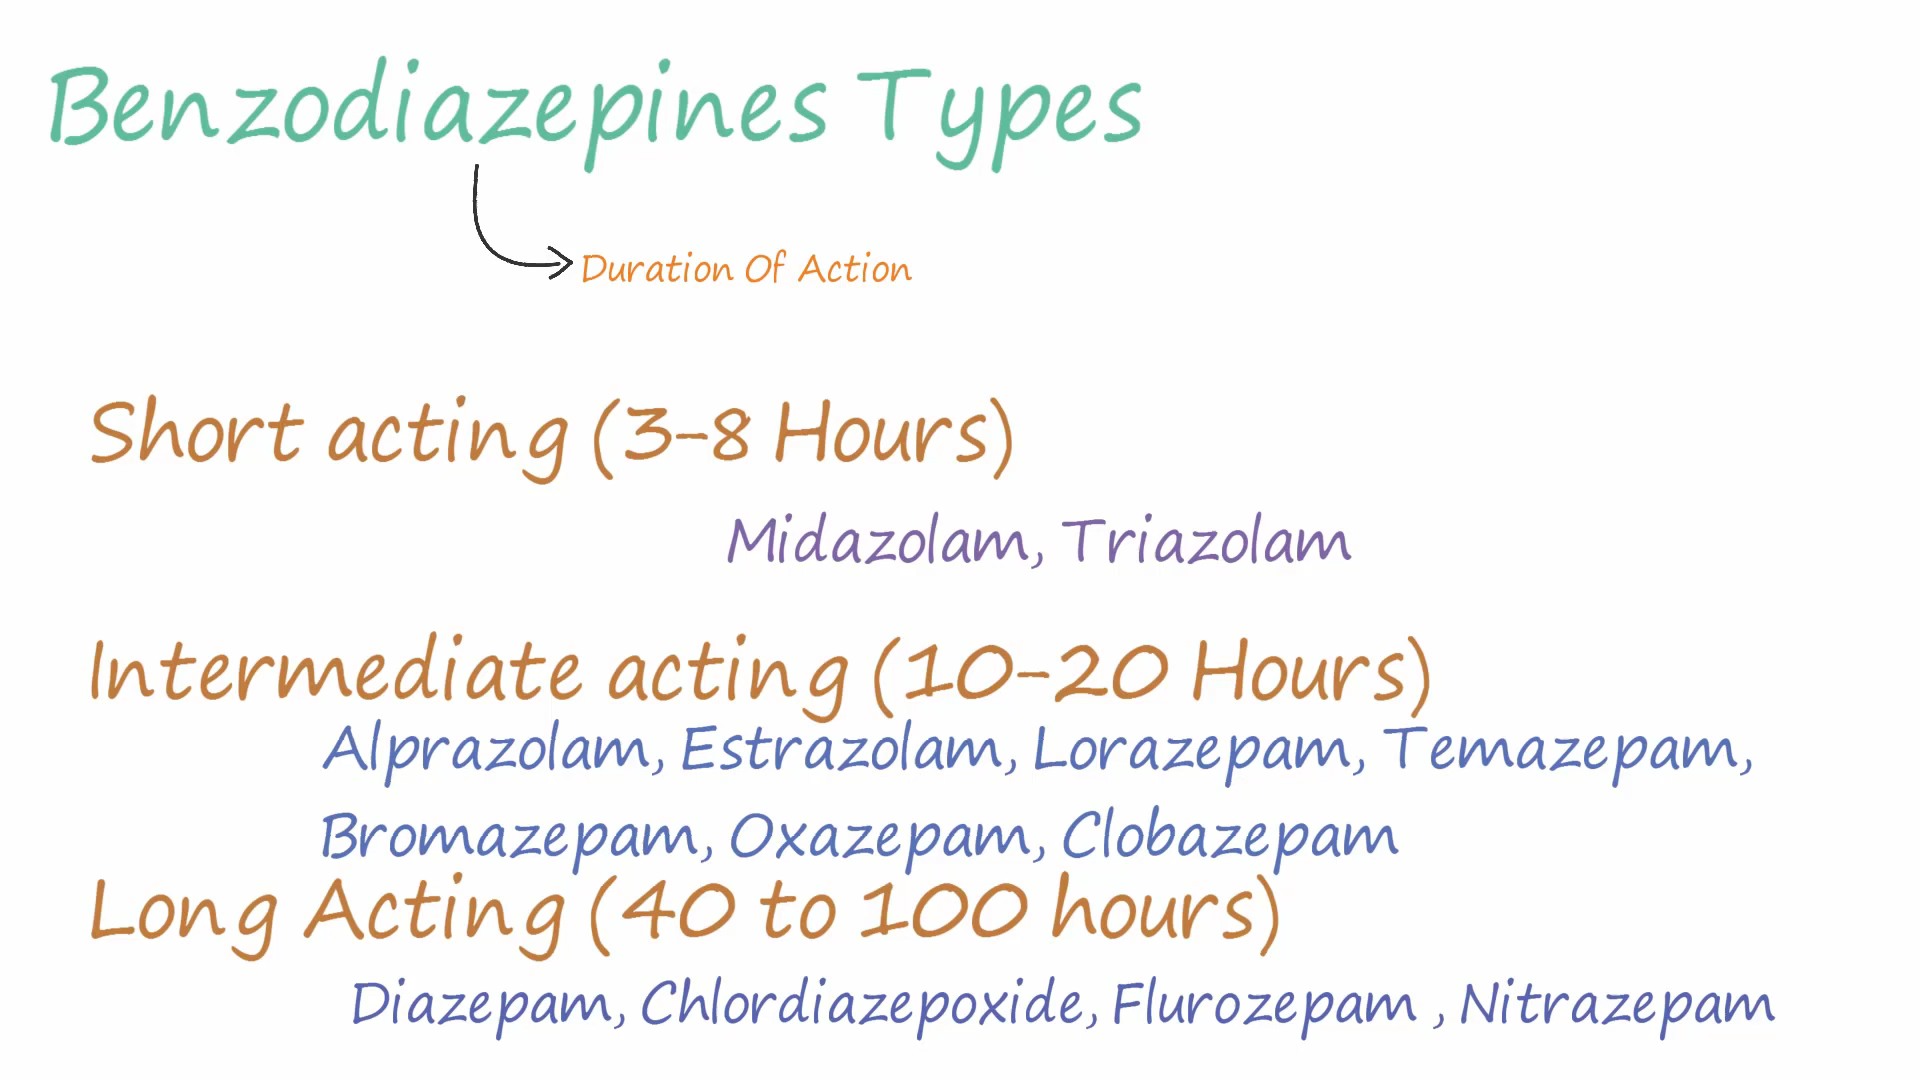 Benzodiazepines Types
Duration Of Action
Short acting (3-8 Hours)
Midazolam, Triazolam
Intermediate acting (10-20 Hours)
Alprazolam, Estrazolam, Lorazepam, Temazepam,
Bromazepam, Oxazepam, Clobazepam
Long Acting (40 to 100 hours)
Diazepam, Chlordiazepoxide, Flurozepam , Nitrazepam